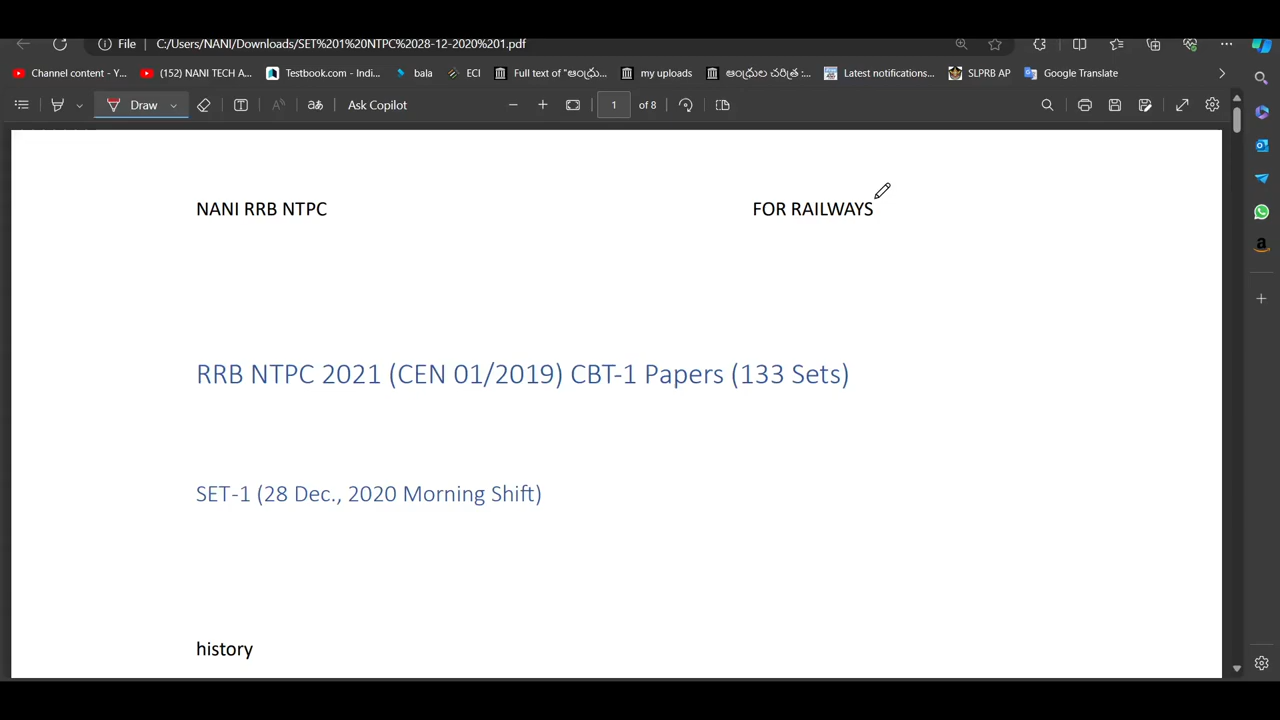 File C:/Users/NANI/Downloads/SET%201%20NTPC%2028-12-2020%201.pdf
Channel content - Y... (152) NANI TECH A... Testbook.com - Indi... bala ECI Full text of "ఆంధ్రు... my uploads ఆంధ్రుల చరిత్ర :... Latest notifications... SLPRB AP Google Translate
Draw aあ Ask Copilot 1 of 8
NANI RRB NTPC FOR RAILWAYS
RRB NTPC 2021 (CEN 01/2019) CBT-1 Papers (133 Sets)
SET-1 (28 Dec., 2020 Morning Shift)
history